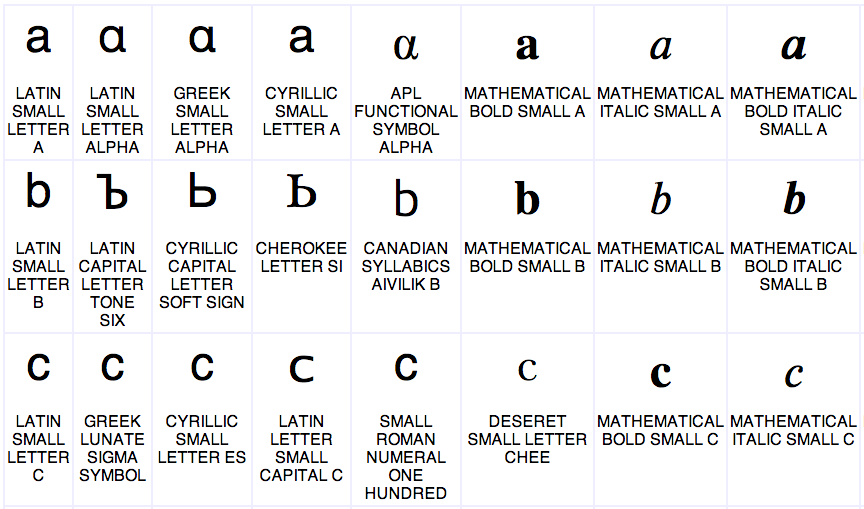 a
LATIN
SMALL
LETTER
A
ɑ
LATIN
SMALL
LETTER
ALPHA
α
GREEK
SMALL
LETTER
ALPHA
а
CYRILLIC
SMALL
LETTER A
⍺
APL
FUNCTIONAL
SYMBOL
ALPHA
𝐚
MATHEMATICAL
BOLD SMALL A
𝑎
MATHEMATICAL
ITALIC SMALL A
𝒂
MATHEMATICAL
BOLD ITALIC
SMALL A
b
LATIN
SMALL
LETTER
B
Ƅ
LATIN
CAPITAL
LETTER
TONE
SIX
Ь
CYRILLIC
CAPITAL
LETTER
SOFT SIGN
Ꮟ
CHEROKEE
LETTER SI
ᖯ
CANADIAN
SYLLABICS
AIVILIK B
𝐛
MATHEMATICAL
BOLD SMALL B
𝑏
MATHEMATICAL
ITALIC SMALL B
𝒃
MATHEMATICAL
BOLD ITALIC
SMALL B
c
LATIN
SMALL
LETTER
C
ϲ
GREEK
LUNATE
SIGMA
SYMBOL
с
CYRILLIC
SMALL
LETTER ES
ᴄ
LATIN
LETTER
SMALL
CAPITAL C
ⅽ
SMALL
ROMAN
NUMERAL
ONE
HUNDRED
𐐽
DESERET
SMALL LETTER
CHEE
𝐜
MATHEMATICAL
BOLD SMALL C
𝑐
MATHEMATICAL
ITALIC SMALL C